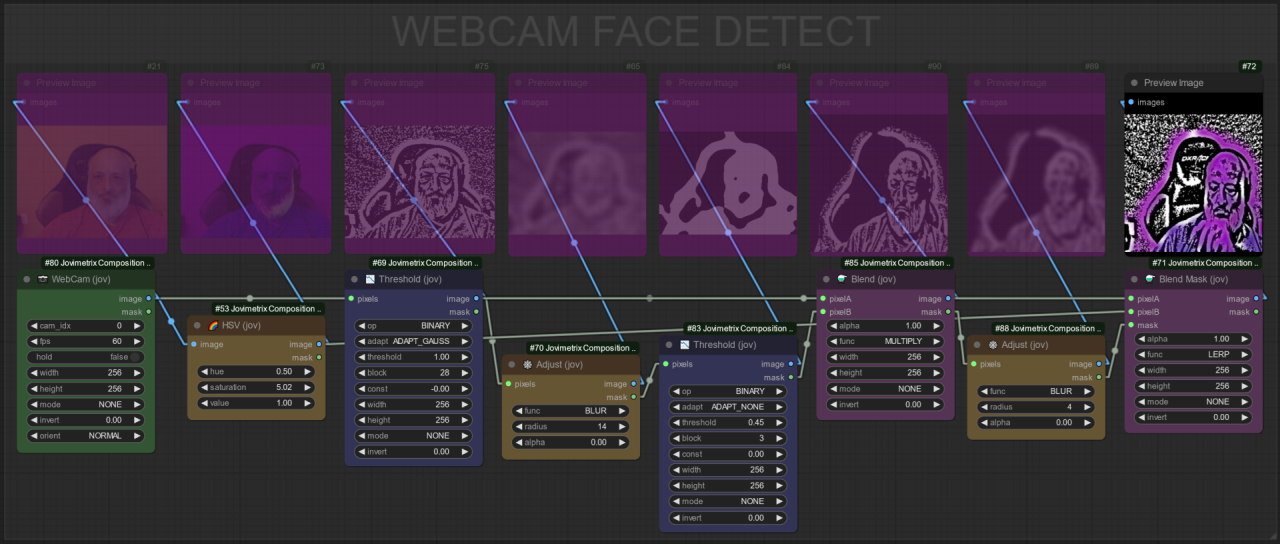 WEBCAM FACE DETECT
#21
Preview Image
images
#73
Preview Image
images
#75
Preview Image
images
#65
Preview Image
images
#84
Preview Image
images
#90
Preview Image
images
#89
Preview Image
images
#72
Preview Image
images
#80 Jovimetrix Composition ..
WebCam (jov)
image
mask
cam_idx 0
fps 60
hold false
width 256
height 256
mode NONE
invert 0.00
orient NORMAL
#53 Jovimetrix Composition ..
HSV (jov)
image image
mask
hue 0.50
saturation 5.02
value 1.00
#69 Jovimetrix Composition ..
Threshold (jov)
pixels image
mask
op BINARY
adapt ADAPT_GAUSS
threshold 1.00
block 28
const -0.00
width 256
height 256
mode NONE
invert 0.00
#70 Jovimetrix Composition ..
Adjust (jov)
pixels image
mask
func BLUR
radius 14
alpha 0.00
#83 Jovimetrix Composition ..
Threshold (jov)
pixels image
mask
op BINARY
adapt ADAPT_NONE
threshold 0.45
block 3
const 0.00
width 256
height 256
mode NONE
invert 0.00
#85 Jovimetrix Composition ..
Blend (jov)
pixelA image
pixelB mask
alpha 1.00
func MULTIPLY
width 256
height 256
mode NONE
invert 0.00
#88 Jovimetrix Composition ..
Adjust (jov)
pixels image
mask
func BLUR
radius 4
alpha 0.00
#71 Jovimetrix Composition ..
Blend Mask (jov)
pixelA image
pixelB mask
mask
alpha 1.00
func LERP
width 256
height 256
mode NONE
invert 0.00